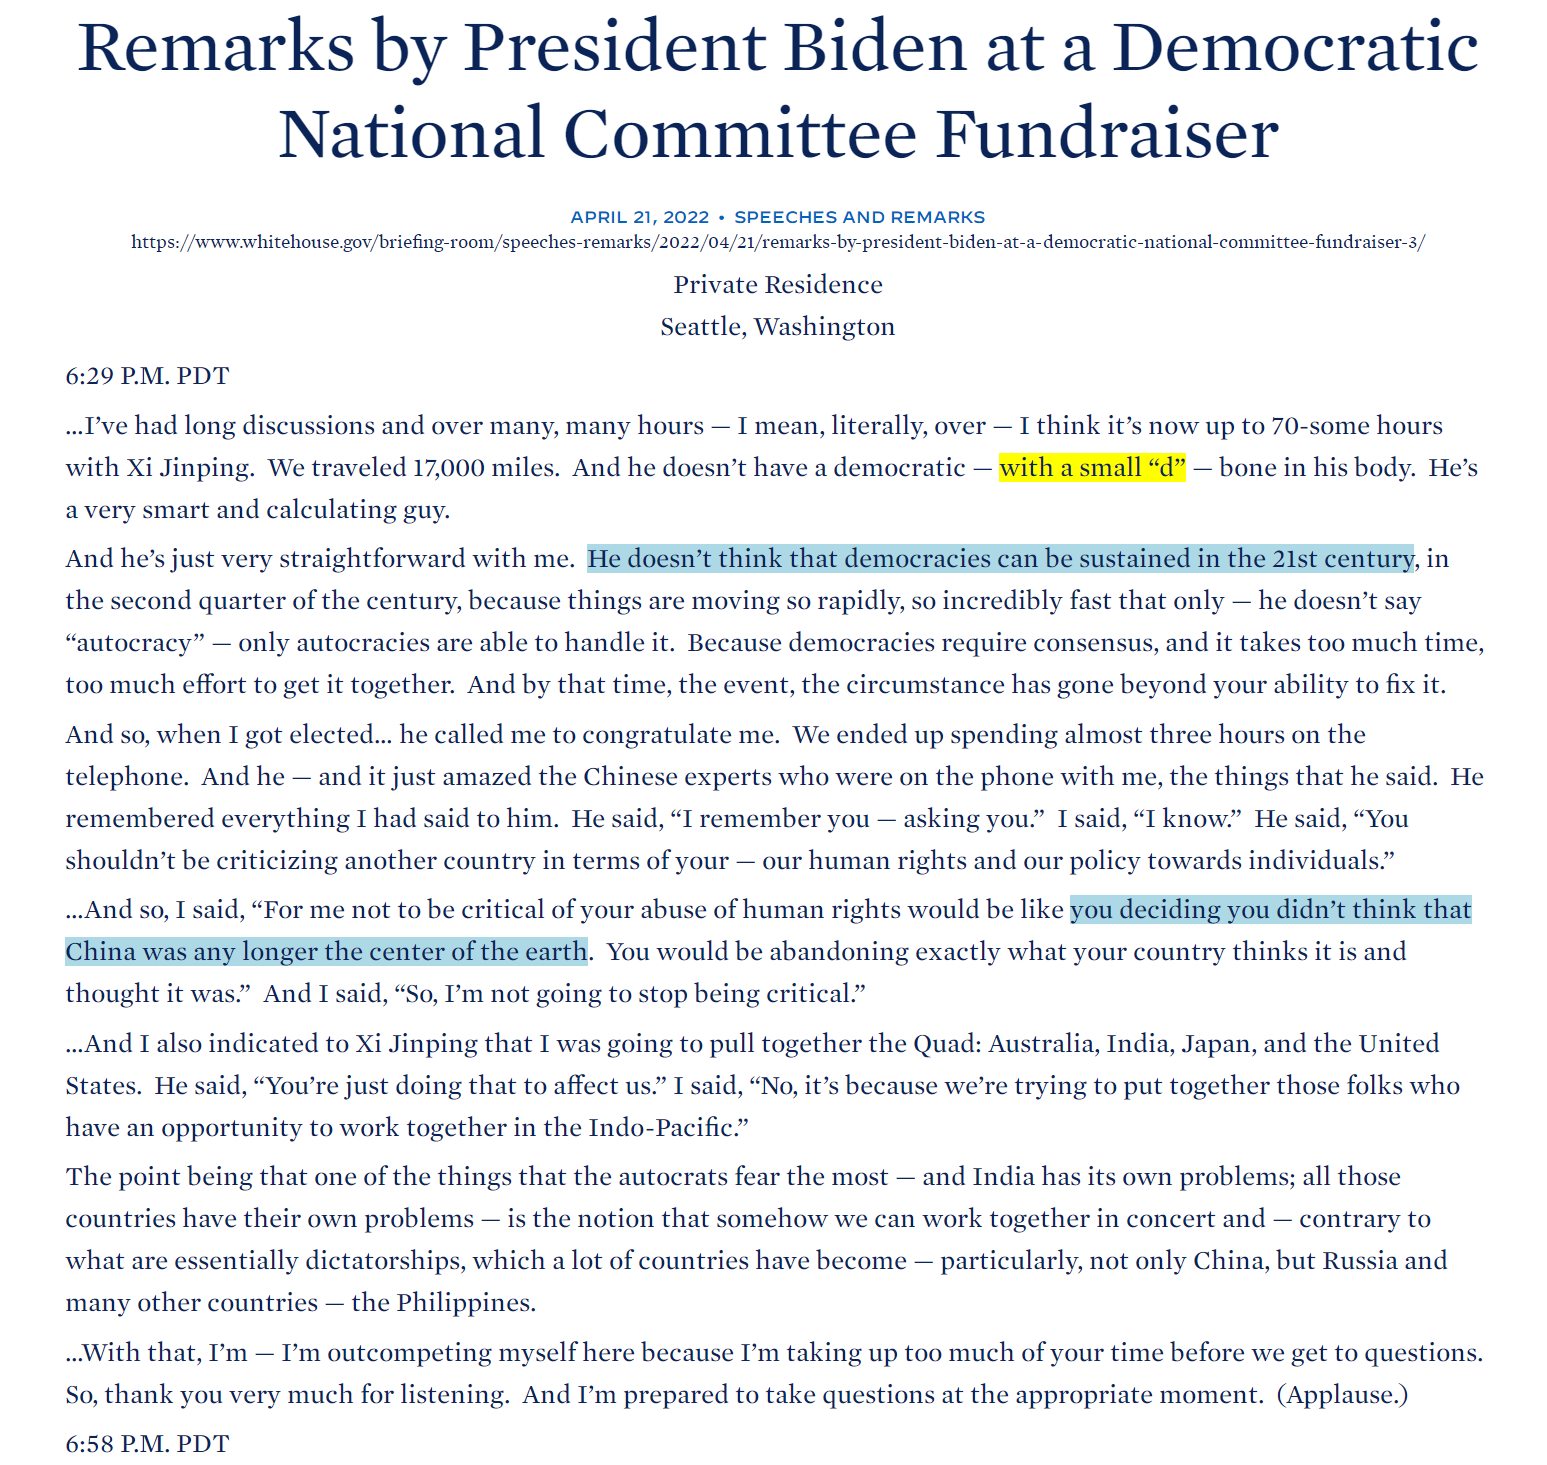 Remarks by President Biden at a Democratic
National Committee Fundraiser
APRIL 21, 2022 • SPEECHES AND REMARKS
https://www.whitehouse.gov/briefing-room/speeches-remarks/2022/04/21/remarks-by-president-biden-at-a-democratic-national-committee-fundraiser-3/
Private Residence
Seattle, Washington
6:29 P.M. PDT
...I’ve had long discussions and over many, many hours — I mean, literally, over — I think it’s now up to 70-some hours
with Xi Jinping.  We traveled 17,000 miles.  And he doesn’t have a democratic — with a small “d” — bone in his body.  He’s
a very smart and calculating guy.
And he’s just very straightforward with me.  He doesn’t think that democracies can be sustained in the 21st century, in
the second quarter of the century, because things are moving so rapidly, so incredibly fast that only — he doesn’t say
“autocracy” — only autocracies are able to handle it.  Because democracies require consensus, and it takes too much time,
too much effort to get it together.  And by that time, the event, the circumstance has gone beyond your ability to fix it.
And so, when I got elected... he called me to congratulate me.  We ended up spending almost three hours on the
telephone.  And he — and it just amazed the Chinese experts who were on the phone with me, the things that he said.  He
remembered everything I had said to him.  He said, “I remember you — asking you.”  I said, “I know.”  He said, “You
shouldn’t be criticizing another country in terms of your — our human rights and our policy towards individuals.”
...And so, I said, “For me not to be critical of your abuse of human rights would be like you deciding you didn’t think that
China was any longer the center of the earth.  You would be abandoning exactly what your country thinks it is and
thought it was.”  And I said, “So, I’m not going to stop being critical.”
...And I also indicated to Xi Jinping that I was going to pull together the Quad: Australia, India, Japan, and the United
States.  He said, “You’re just doing that to affect us.” I said, “No, it’s because we’re trying to put together those folks who
have an opportunity to work together in the Indo-Pacific.”
The point being that one of the things that the autocrats fear the most — and India has its own problems; all those
countries have their own problems — is the notion that somehow we can work together in concert and — contrary to
what are essentially dictatorships, which a lot of countries have become — particularly, not only China, but Russia and
many other countries — the Philippines.
...With that, I’m — I’m outcompeting myself here because I’m taking up too much of your time before we get to questions.
So, thank you very much for listening.  And I’m prepared to take questions at the appropriate moment.  (Applause.)
6:58 P.M. PDT